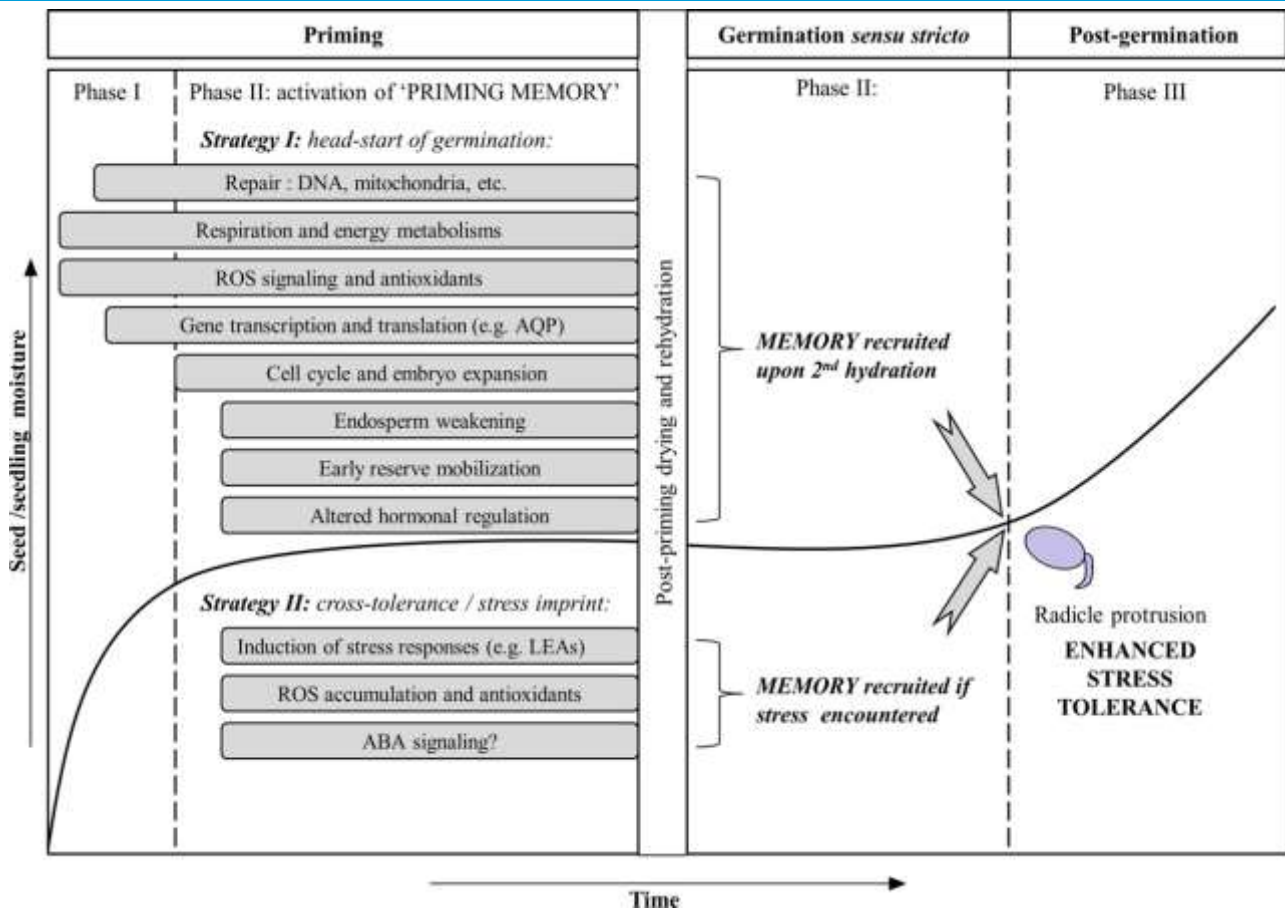 Priming
Germination sensu stricto
Post-germination
Phase I
Phase II: activation of ‘PRIMING MEMORY’
Strategy I: head-start of germination:
Repair : DNA, mitochondria, etc.
Respiration and energy metabolisms
ROS signaling and antioxidants
Gene transcription and translation (e.g. AQP)
Cell cycle and embryo expansion
Endosperm weakening
Early reserve mobilization
Altered hormonal regulation
Strategy II: cross-tolerance / stress imprint:
Induction of stress responses (e.g. LEAs)
ROS accumulation and antioxidants
ABA signaling?
Seed /seedling moisture
Post-priming drying and rehydration
Phase II:
MEMORY recruited
upon 2nd hydration
MEMORY recruited if
stress encountered
Phase III
Radicle protrusion
ENHANCED
STRESS
TOLERANCE
Time